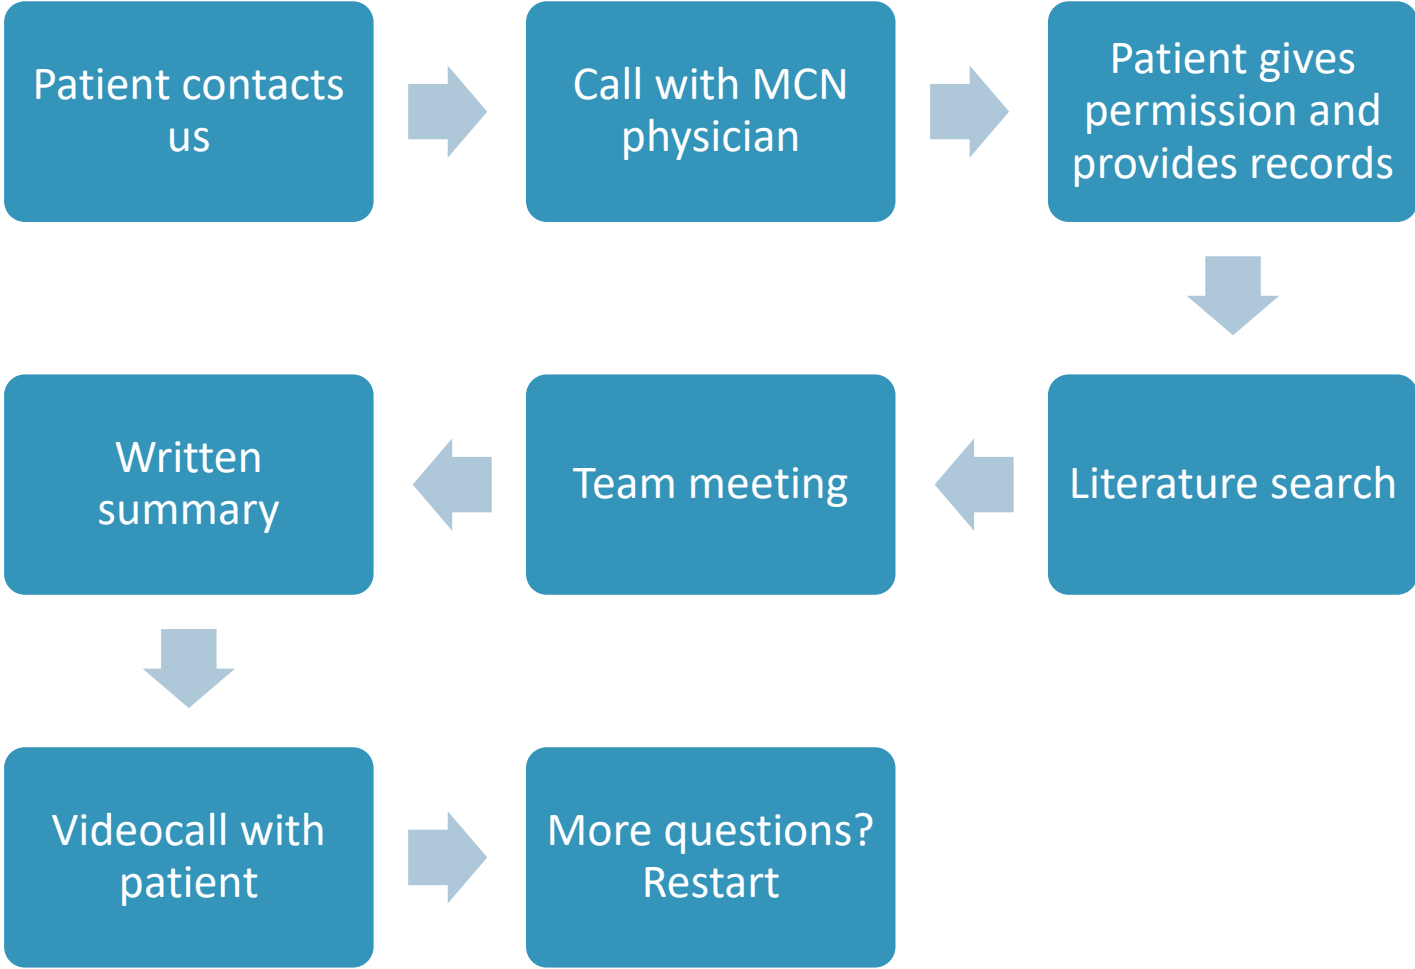 Patient contacts
us
Call with MCN
physician
Patient gives
permission and
provides records
Literature search
Team meeting
Written
summary
Videocall with
patient
More questions?
Restart